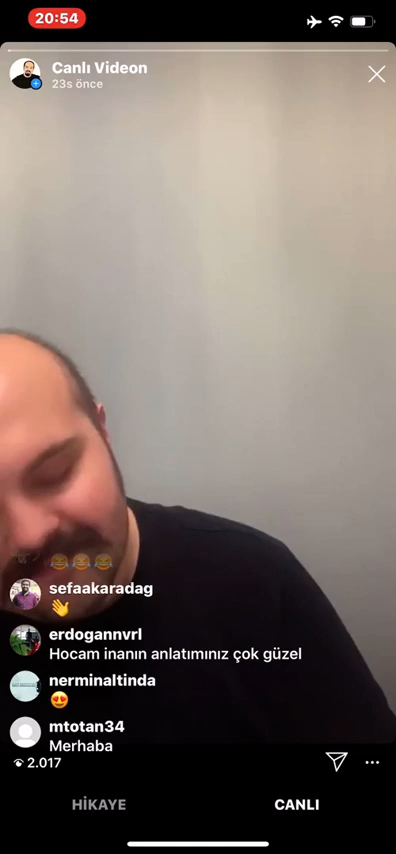 20:54
Canlı Videon
23s önce
😂😂😂
sefaakaradag
👋
erdogannvrl
Hocam inanın anlatımınız çok güzel
nerminaltinda
😍
mtotan34
Merhaba
2.017
HİKAYE
CANLI